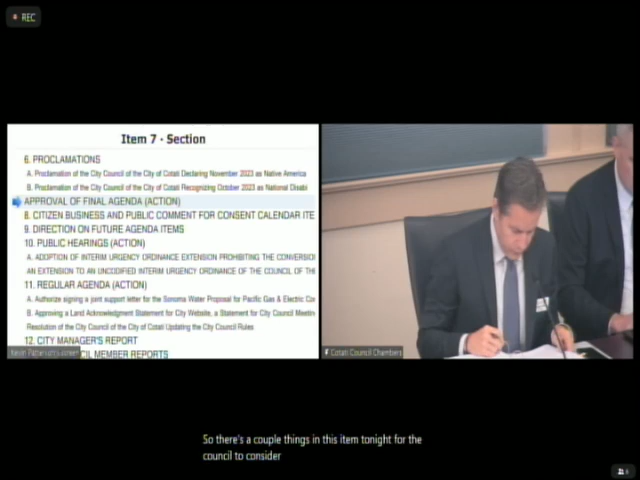 REC
Item 7 - Section
6. PROCLAMATIONS
A. Proclamation of the City Council of the City of Cotati Declaring November 2023 as Native America
B. Proclamation of the City Council of the City of Cotati Recognizing October 2023 as National Disabi
APPROVAL OF FINAL AGENDA (ACTION)
8. CITIZEN BUSINESS AND PUBLIC COMMENT FOR CONSENT CALENDAR ITE
9. DIRECTION ON FUTURE AGENDA ITEMS
10. PUBLIC HEARINGS (ACTION)
A. ADOPTION OF INTERIM URGENCY ORDINANCE EXTENSION PROHIBITING THE CONVERSIO
AN EXTENSION TO AN UNCODIFIED INTERIM URGENCY ORDINANCE OF THE COUNCIL OF TH
11. REGULAR AGENDA (ACTION)
A. Authorize signing a joint support letter for the Sonoma Water Proposal for Pacific Gas & Electric Co
B. Approving a Land Acknowledgment Statement for City Website, a Statement for City Council Meetin
Resolution of the City Council of the City of Cotati Updating the City Council Rules
12. CITY MANAGER'S REPORT
CIL MEMBER REPORTS
Kevin
Cotati Council Chambers
So there's a couple things in this item tonight for the
council to consider